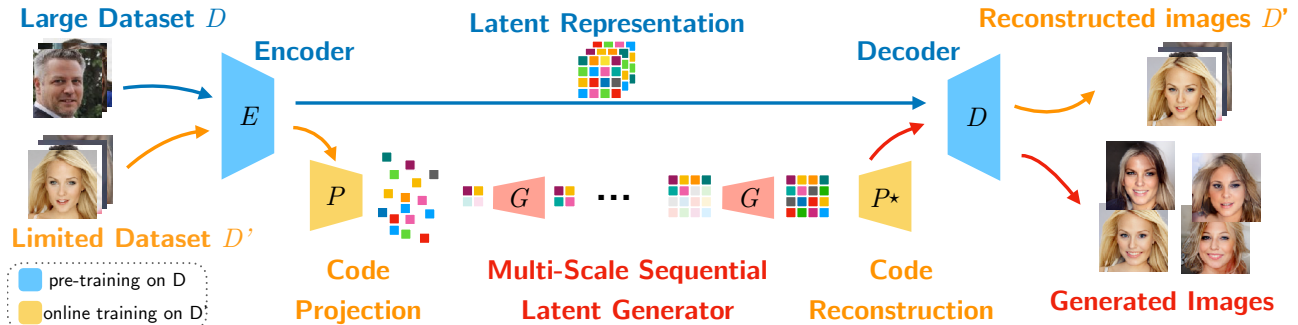 Large Dataset D
Encoder
Latent Representation
Decoder
Reconstructed images D'
E
D
P
G
...
G
P⋆
Limited Dataset D'
pre-training on D
online training on D'
Code
Projection
Multi-Scale Sequential
Latent Generator
Code
Reconstruction
Generated Images